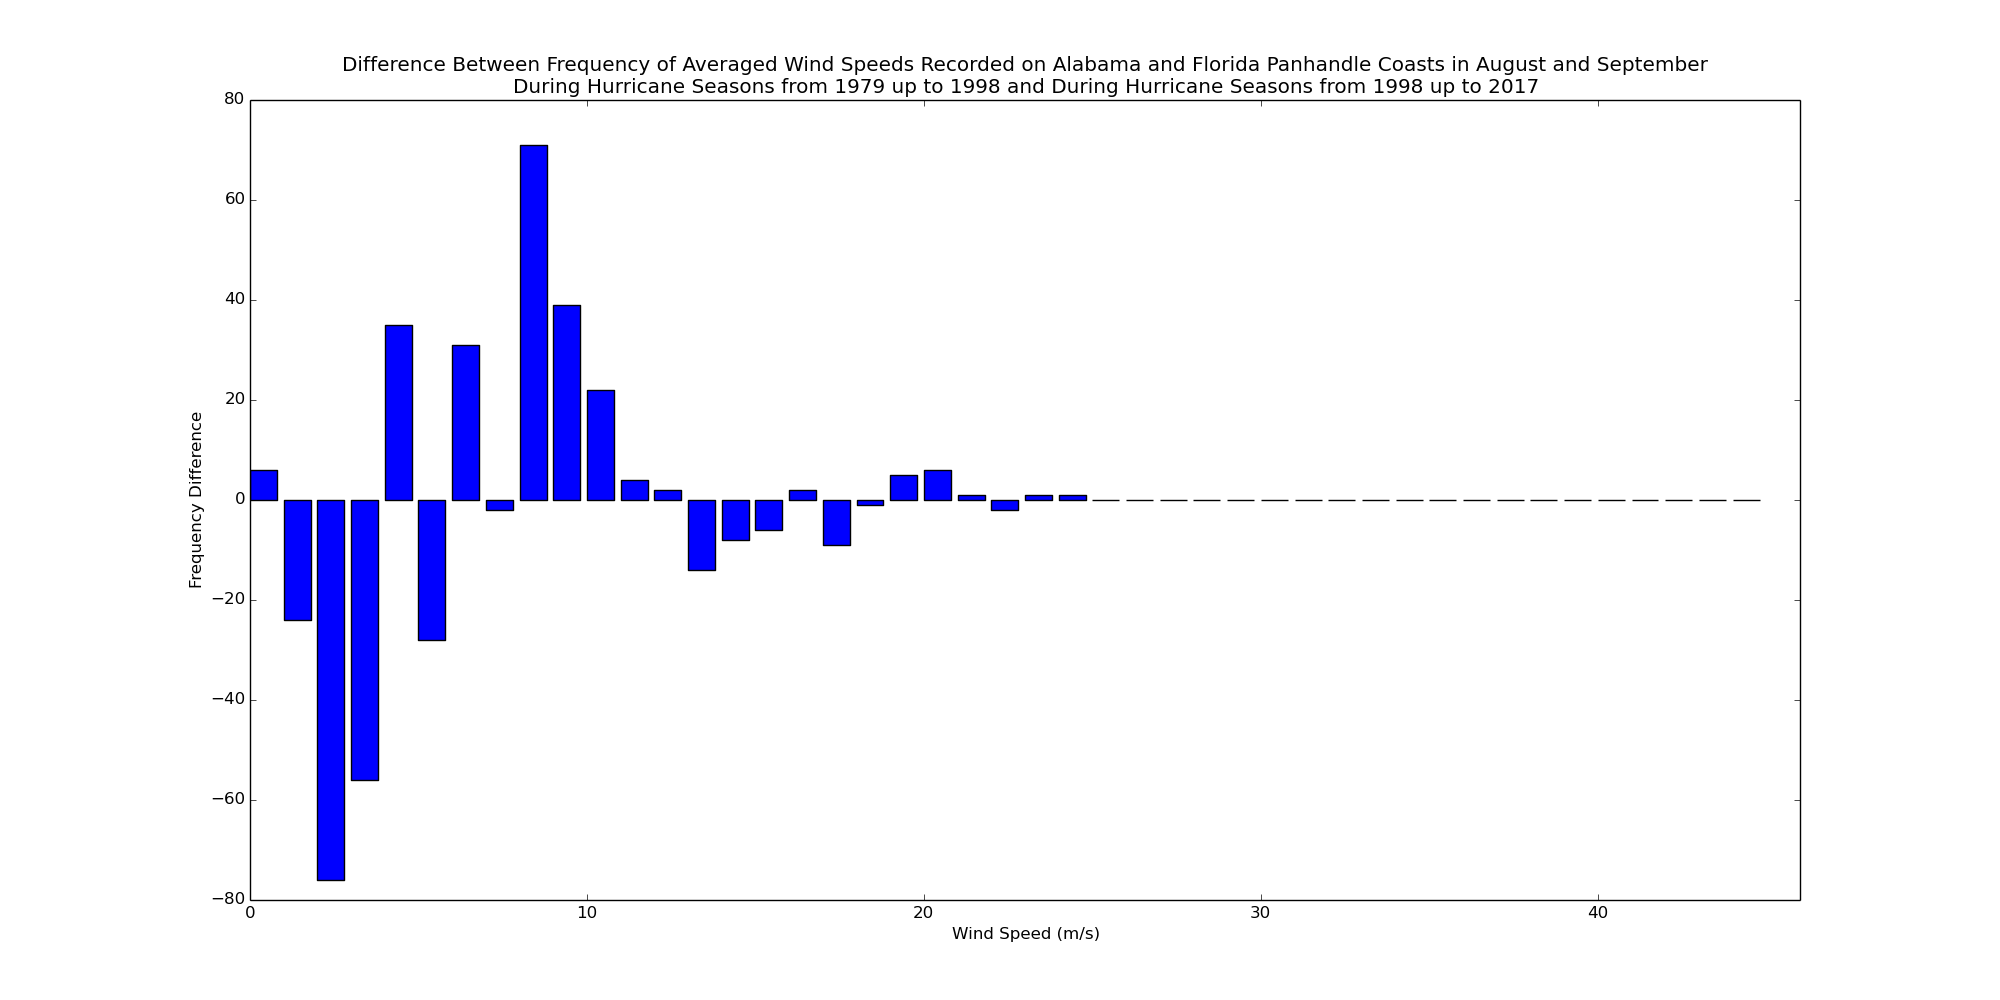 Difference Between Frequency of Averaged Wind Speeds Recorded on Alabama and Florida Panhandle Coasts in August and September
During Hurricane Seasons from 1979 up to 1998 and During Hurricane Seasons from 1998 up to 2017
80
60
40
20
0
−20
−40
−60
−80
Frequency Difference
0 10 20 30 40
Wind Speed (m/s)